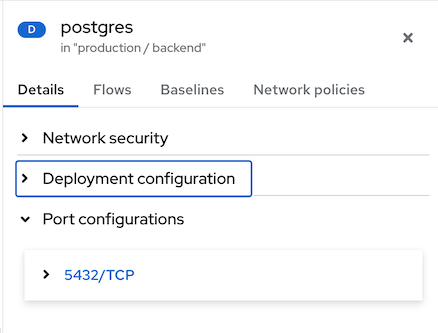 D
postgres
in "production / backend"
Details Flows Baselines Network policies
Network security
Deployment configuration
Port configurations
5432/TCP